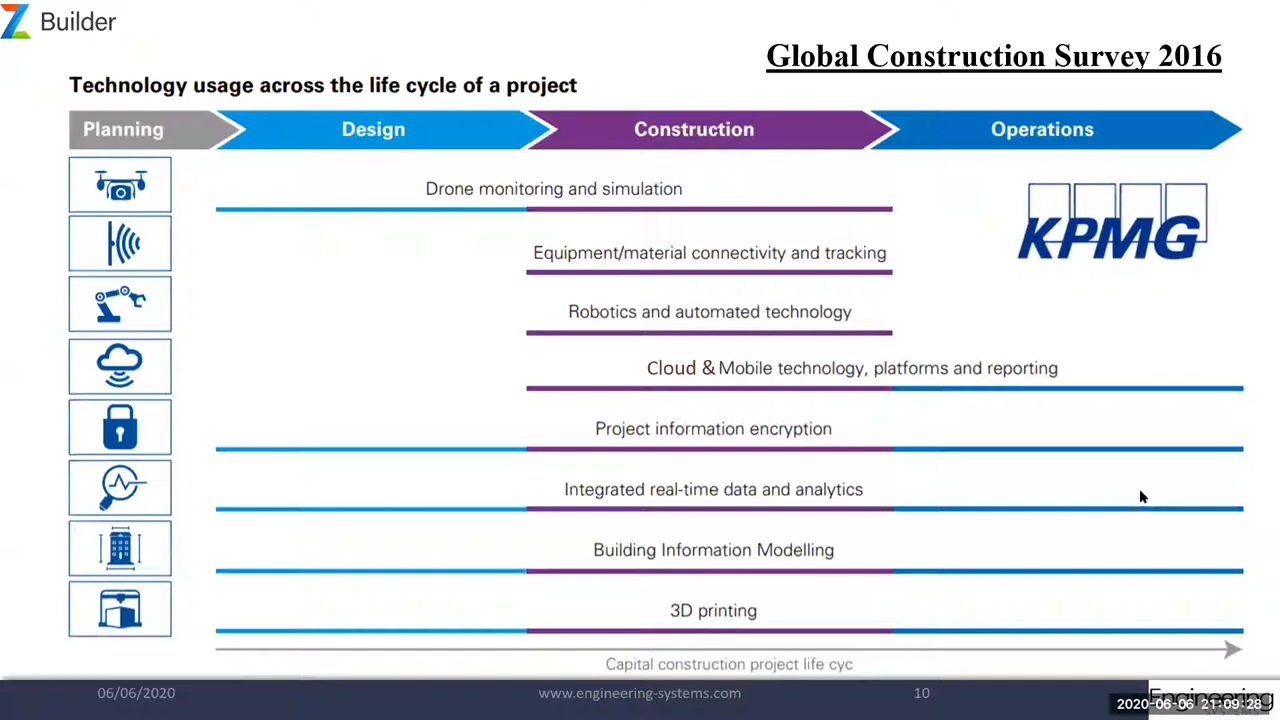 Builder
Global Construction Survey 2016
Technology usage across the life cycle of a project
Planning
Design
Construction
Operations
Drone monitoring and simulation
KPMG
Equipment/material connectivity and tracking
Robotics and automated technology
Cloud & Mobile technology, platforms and reporting
Project information encryption
Integrated real-time data and analytics
Building Information Modelling
3D printing
Capital construction project life cyc
06/06/2020
www.engineering-systems.com
10
Engineering
2020-06-06 21:09:28